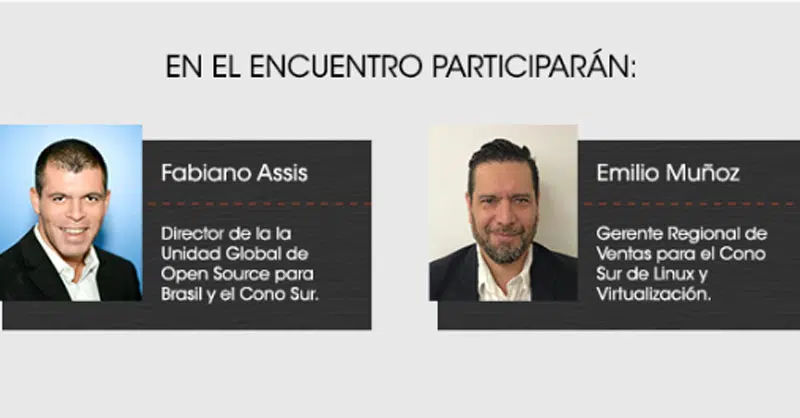 EN EL ENCUENTRO PARTICIPARÁN:
Fabiano Assis
Director de la la
Unidad Global de
Open Source para
Brasil y el Cono Sur.
Emilio Muñoz
Gerente Regional de
Ventas para el Cono
Sur de Linux y
Virtualización.